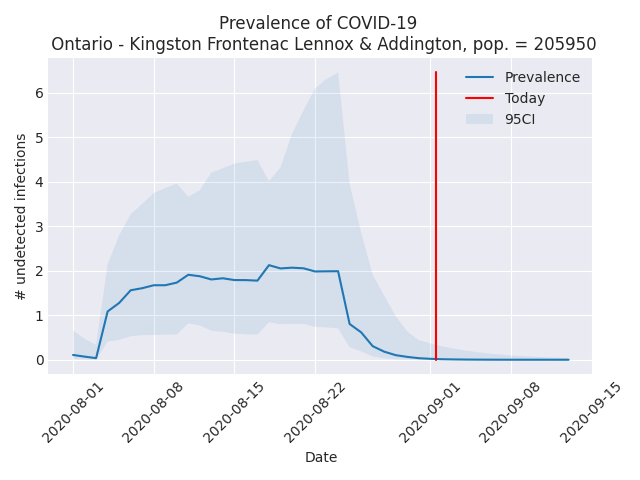 Prevalence of COVID-19
Ontario - Kingston Frontenac Lennox & Addington, pop. = 205950
Prevalence
Today
95CI
# undetected infections
6
5
4
3
2
1
0
2020-08-01
2020-08-08
2020-08-15
2020-08-22
2020-09-01
2020-09-08
2020-09-15
Date